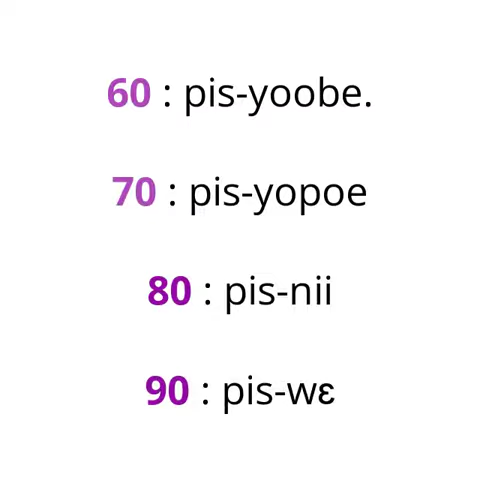 60 : pis-yoobe.
70 : pis-yopoe
80 : pis-nii
90 : pis-wɛ